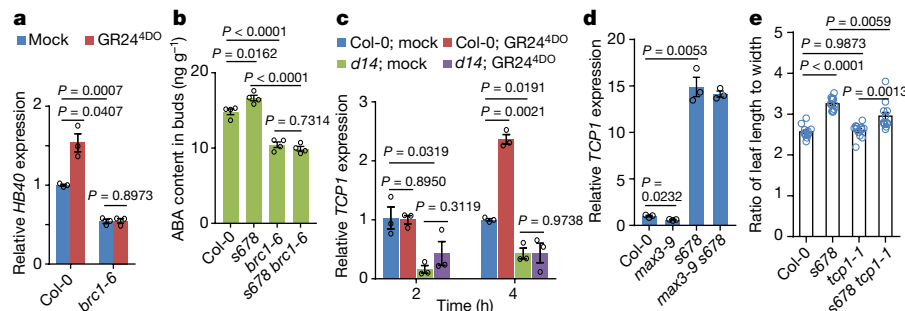 a
Mock GR24⁴ᴰᴼ
Relative HB40 expression
2
1
0
P = 0.0007
P = 0.0407
P = 0.8973
Col-0
brc1-6
b
ABA content in buds (ng g⁻¹)
20
15
10
5
0
P < 0.0001
P = 0.0162
P < 0.0001
P = 0.7314
Col-0
s678
brc1-6
s678 brc1-6
c
Col-0; mock Col-0; GR24⁴ᴰᴼ
d14; mock d14; GR24⁴ᴰᴼ
Relative TCP1 expression
3
2
1
0
P = 0.0191
P = 0.0021
P = 0.0319
P = 0.8950
P = 0.3119
P = 0.9738
2 4
Time (h)
d
Relative TCP1 expression
20
15
10
5
0
P = 0.0053
P =
0.0232
Col-0
max3-9
s678
max3-9 s678
e
Ratio of leaf length to width
5
4
3
2
1
0
P = 0.0059
P = 0.9873
P < 0.0001
P = 0.0013
Col-0
s678
tcp1-1
s678 tcp1-1